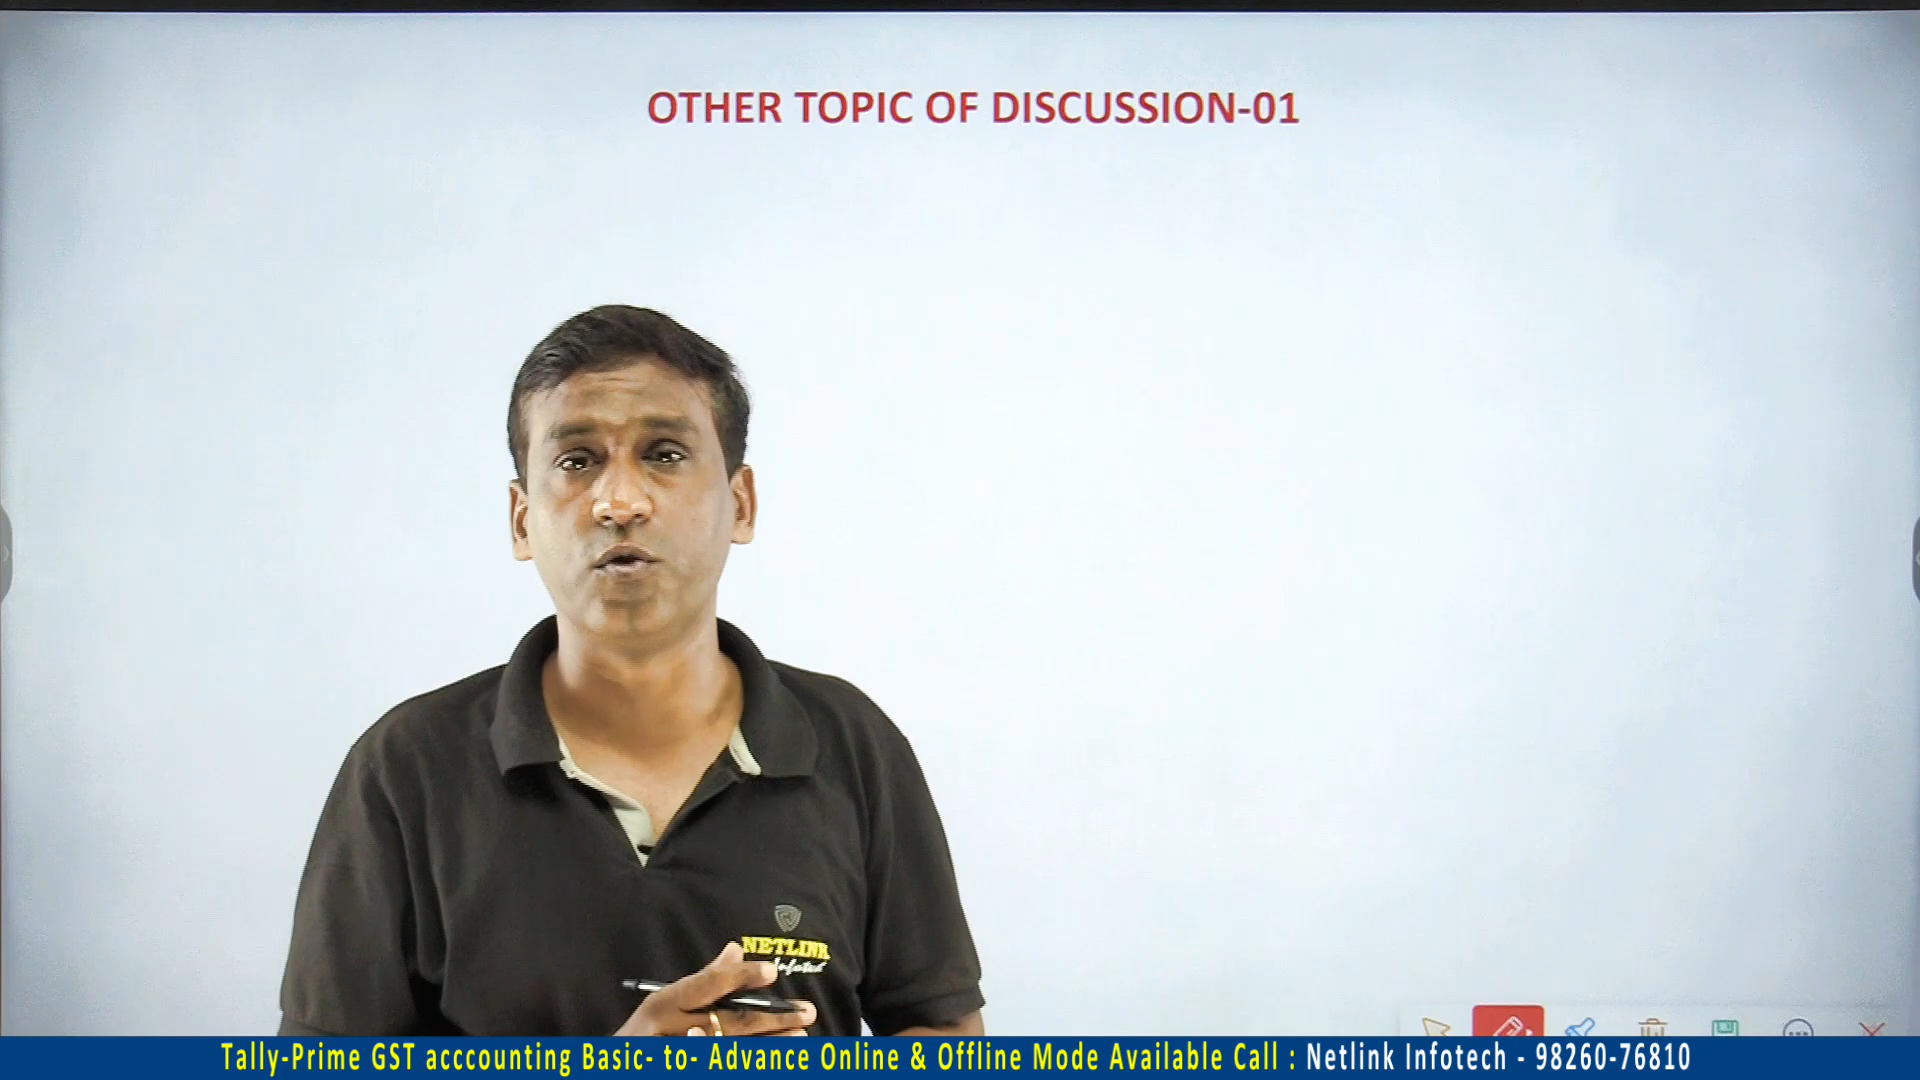 OTHER TOPIC OF DISCUSSION-01
NETLINK
Infotech
Tally-Prime GST acccounting Basic- to- Advance Online & Offline Mode Available Call : Netlink Infotech - 98260-76810